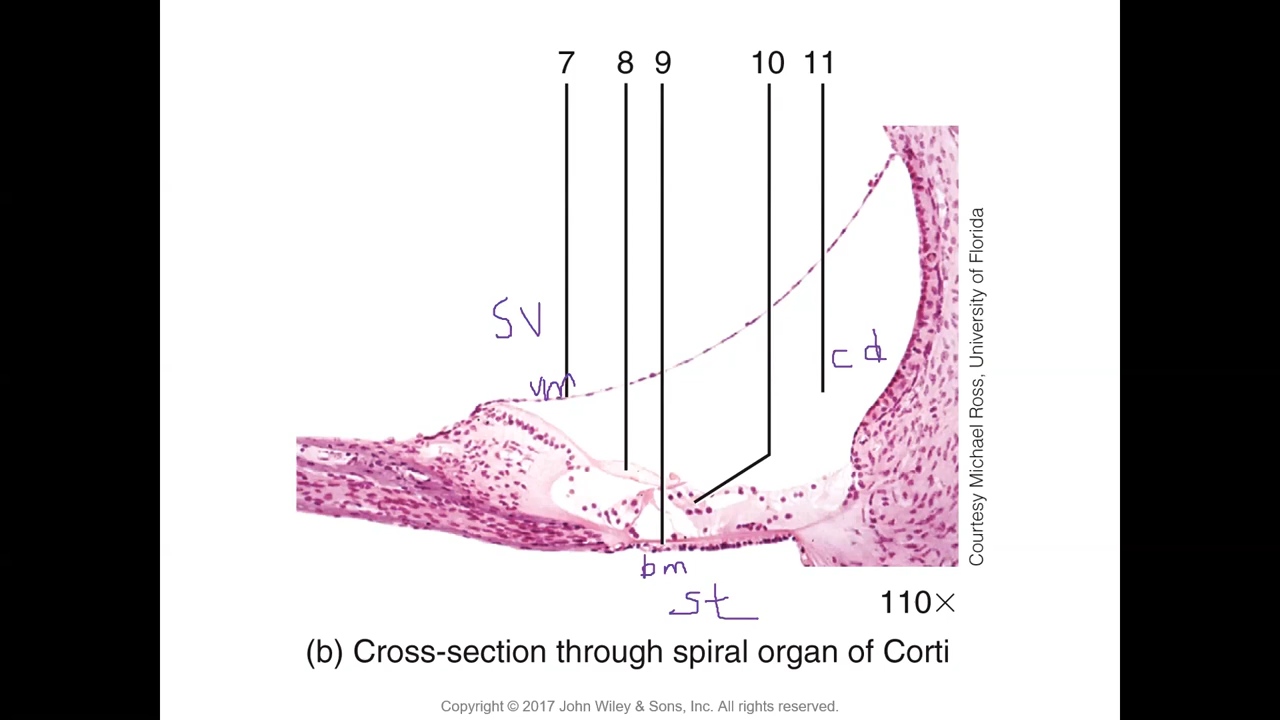 7 8 9 10 11
SV
vm
cd
bm
st
Courtesy Michael Ross, University of Florida
110×
(b) Cross-section through spiral organ of Corti
Copyright © 2017 John Wiley & Sons, Inc. All rights reserved.